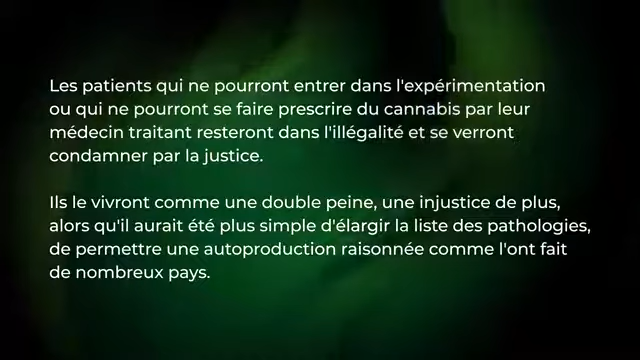 Les patients qui ne pourront entrer dans l'expérimentation
ou qui ne pourront se faire prescrire du cannabis par leur
médecin traitant resteront dans l'illégalité et se verront
condamner par la justice.
Ils le vivront comme une double peine, une injustice de plus,
alors qu'il aurait été plus simple d'élargir la liste des pathologies,
de permettre une autoproduction raisonnée comme l'ont fait
de nombreux pays.